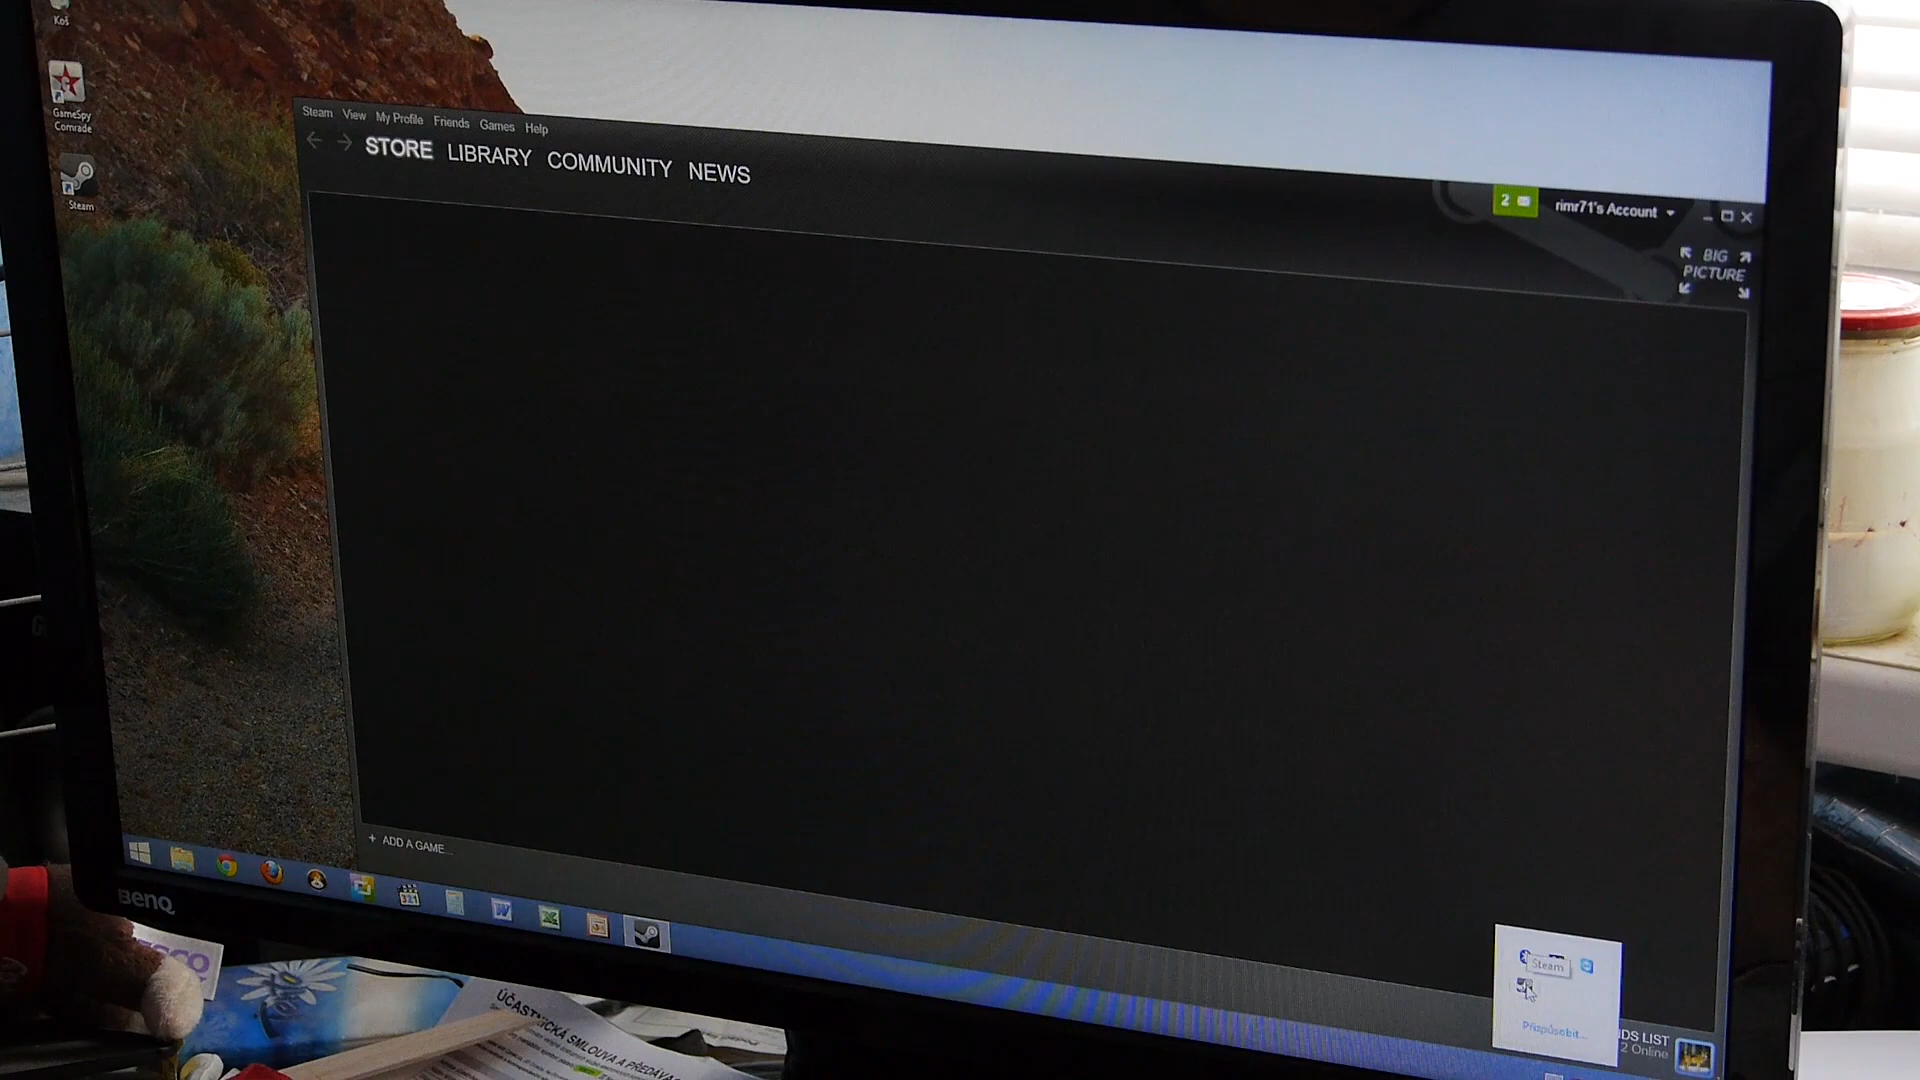 Koš
GameSpy
Comrade
Steam
Steam View My Profile Friends Games Help
STORE LIBRARY COMMUNITY NEWS
2
rimr71's Account
BIG
PICTURE
+ ADD A GAME...
Steam
Přizpůsobit...
DS LIST
2 Online
321
BenQ
ÚČASTNICKÁ SMLOUVA A PŘEDÁVA